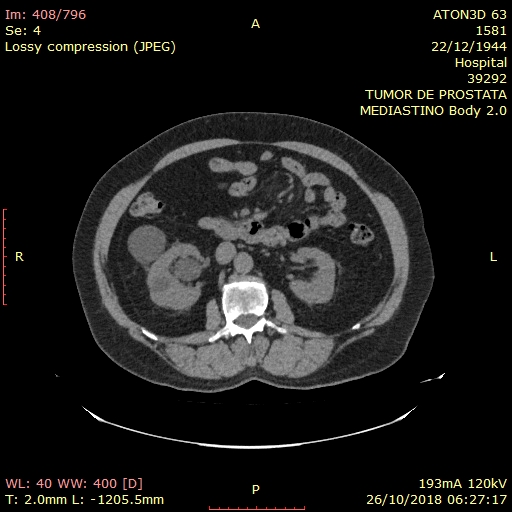 Im: 408/796
Se: 4
Lossy compression (JPEG)
A
ATON3D 63
1581
22/12/1944
Hospital
39292
TUMOR DE PROSTATA
MEDIASTINO Body 2.0
R
L
WL: 40 WW: 400 [D]
T: 2.0mm L: -1205.5mm
P
193mA 120kV
26/10/2018 06:27:17